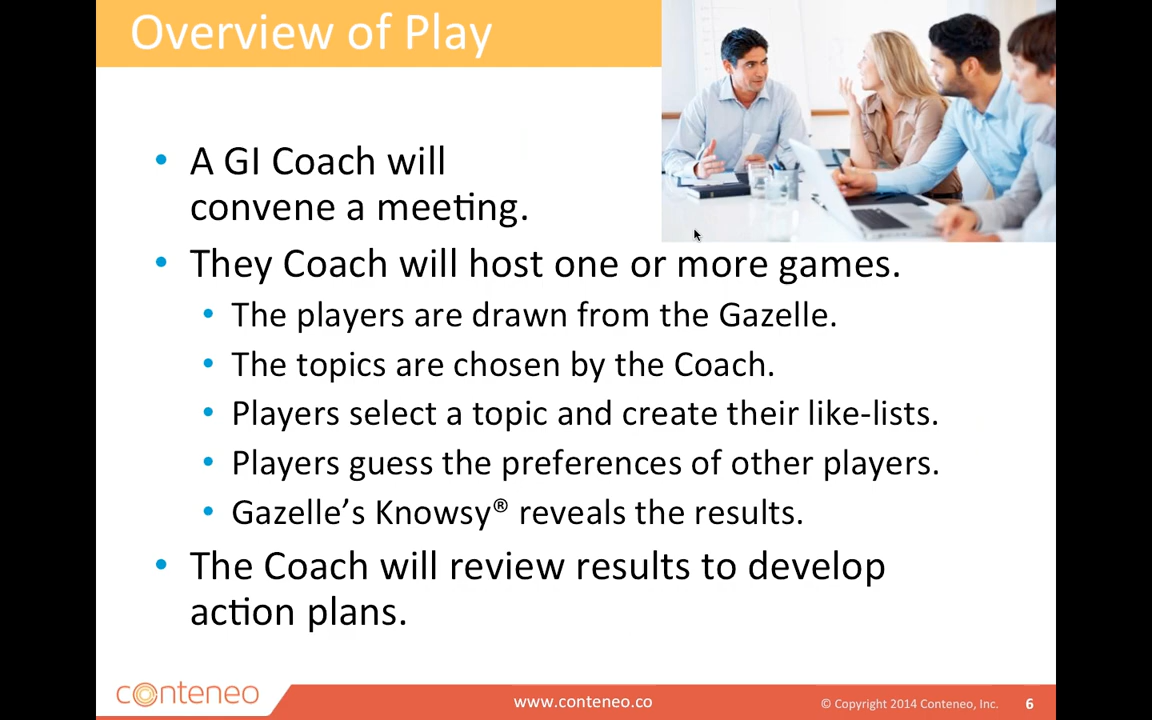 Overview of Play
• A GI Coach will
convene a meeting.
• They Coach will host one or more games.
• The players are drawn from the Gazelle.
• The topics are chosen by the Coach.
• Players select a topic and create their like-lists.
• Players guess the preferences of other players.
• Gazelle’s Knowsy® reveals the results.
• The Coach will review results to develop
action plans.
conteneo
www.conteneo.co
© Copyright 2014 Conteneo, Inc.
6